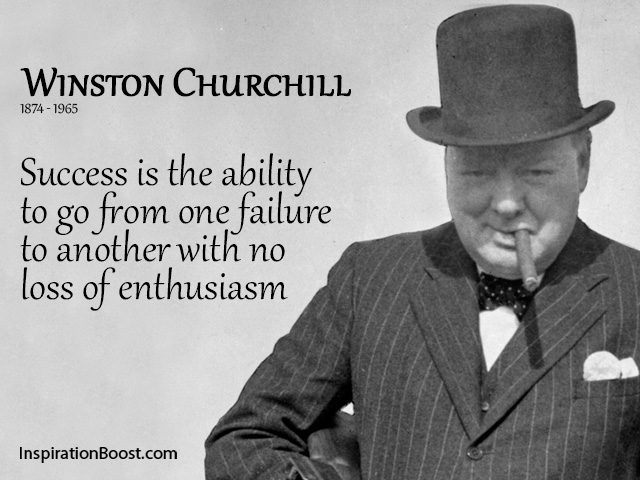 Winston Churchill
1874 - 1965
Success is the ability
to go from one failure
to another with no
loss of enthusiasm
InspirationBoost.com